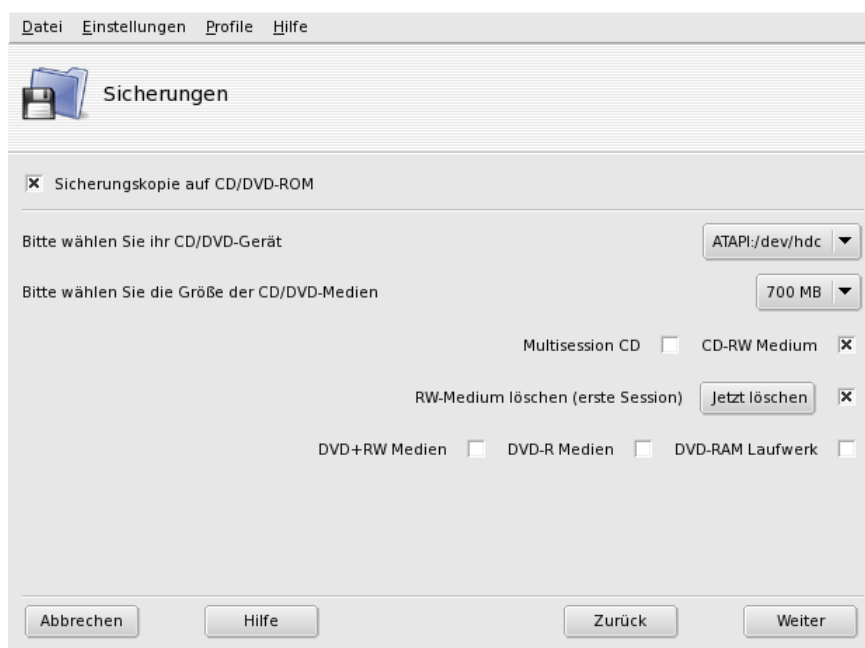 Datei Einstellungen Profile Hilfe
Sicherungen
Sicherungskopie auf CD/DVD-ROM
Bitte wählen Sie ihr CD/DVD-Gerät ATAPI:/dev/hdc
Bitte wählen Sie die Größe der CD/DVD-Medien 700 MB
Multisession CD CD-RW Medium
RW-Medium löschen (erste Session) Jetzt löschen
DVD+RW Medien DVD-R Medien DVD-RAM Laufwerk
Abbrechen Hilfe Zurück Weiter